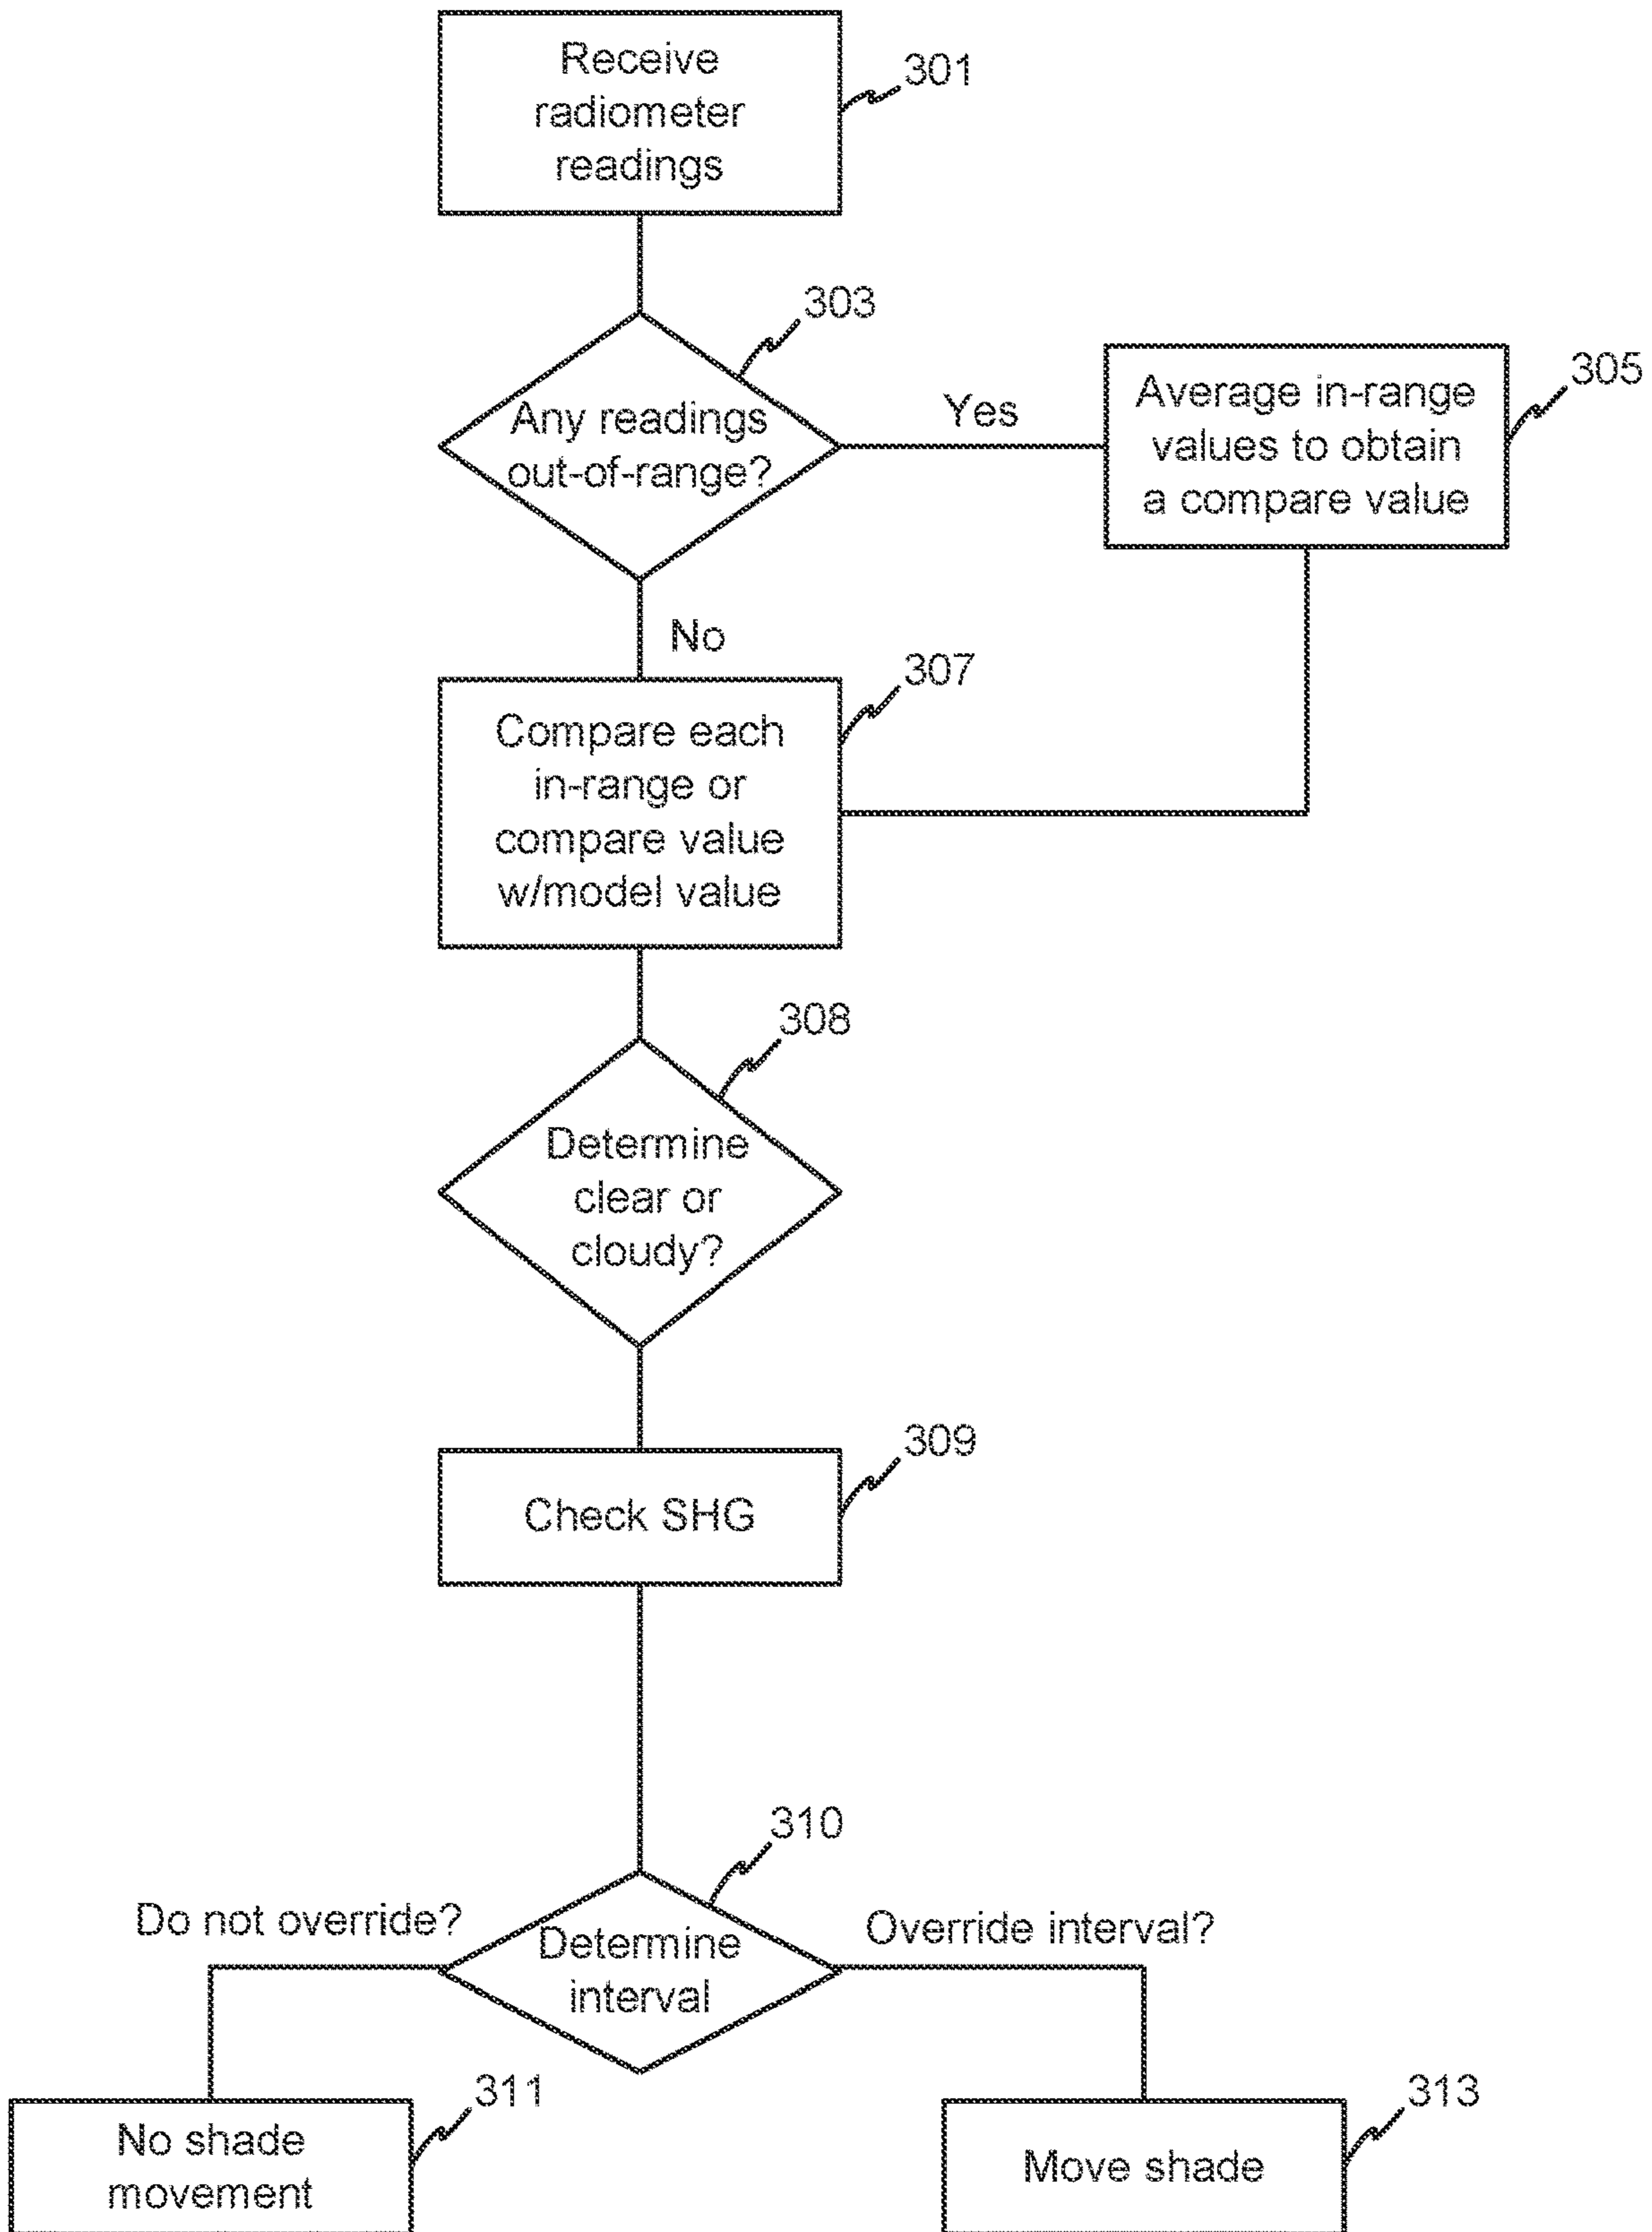 Receive
radiometer
readings
301
303
Any readings
out-of-range?
Yes
Average in-range
values to obtain
a compare value
305
No
307
Compare each
in-range or
compare value
w/model value
308
Determine
clear or
cloudy?
309
Check SHG
310
Do not override?
Determine
interval
Override interval?
311
No shade
movement
313
Move shade